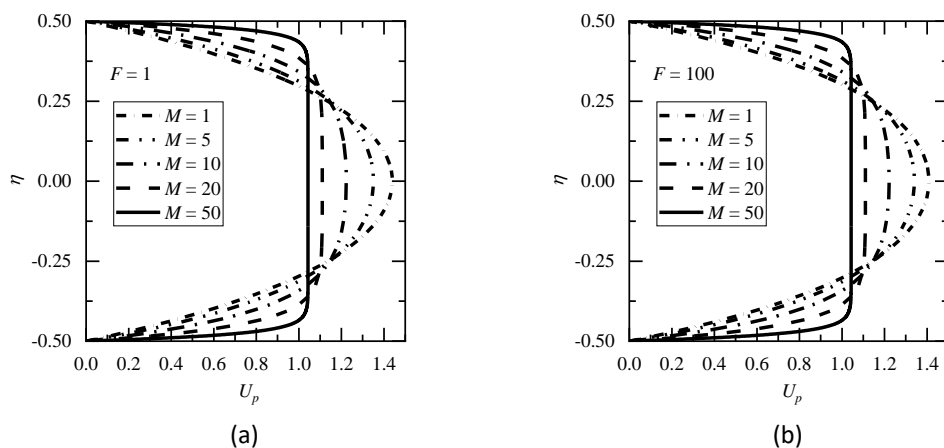 0.50
0.25
0.00
-0.25
-0.50
η
F = 1
M = 1
M = 5
M = 10
M = 20
M = 50
0.0 0.2 0.4 0.6 0.8 1.0 1.2 1.4
U_p
(a)
0.50
0.25
0.00
-0.25
-0.50
η
F = 100
M = 1
M = 5
M = 10
M = 20
M = 50
0.0 0.2 0.4 0.6 0.8 1.0 1.2 1.4
U_p
(b)